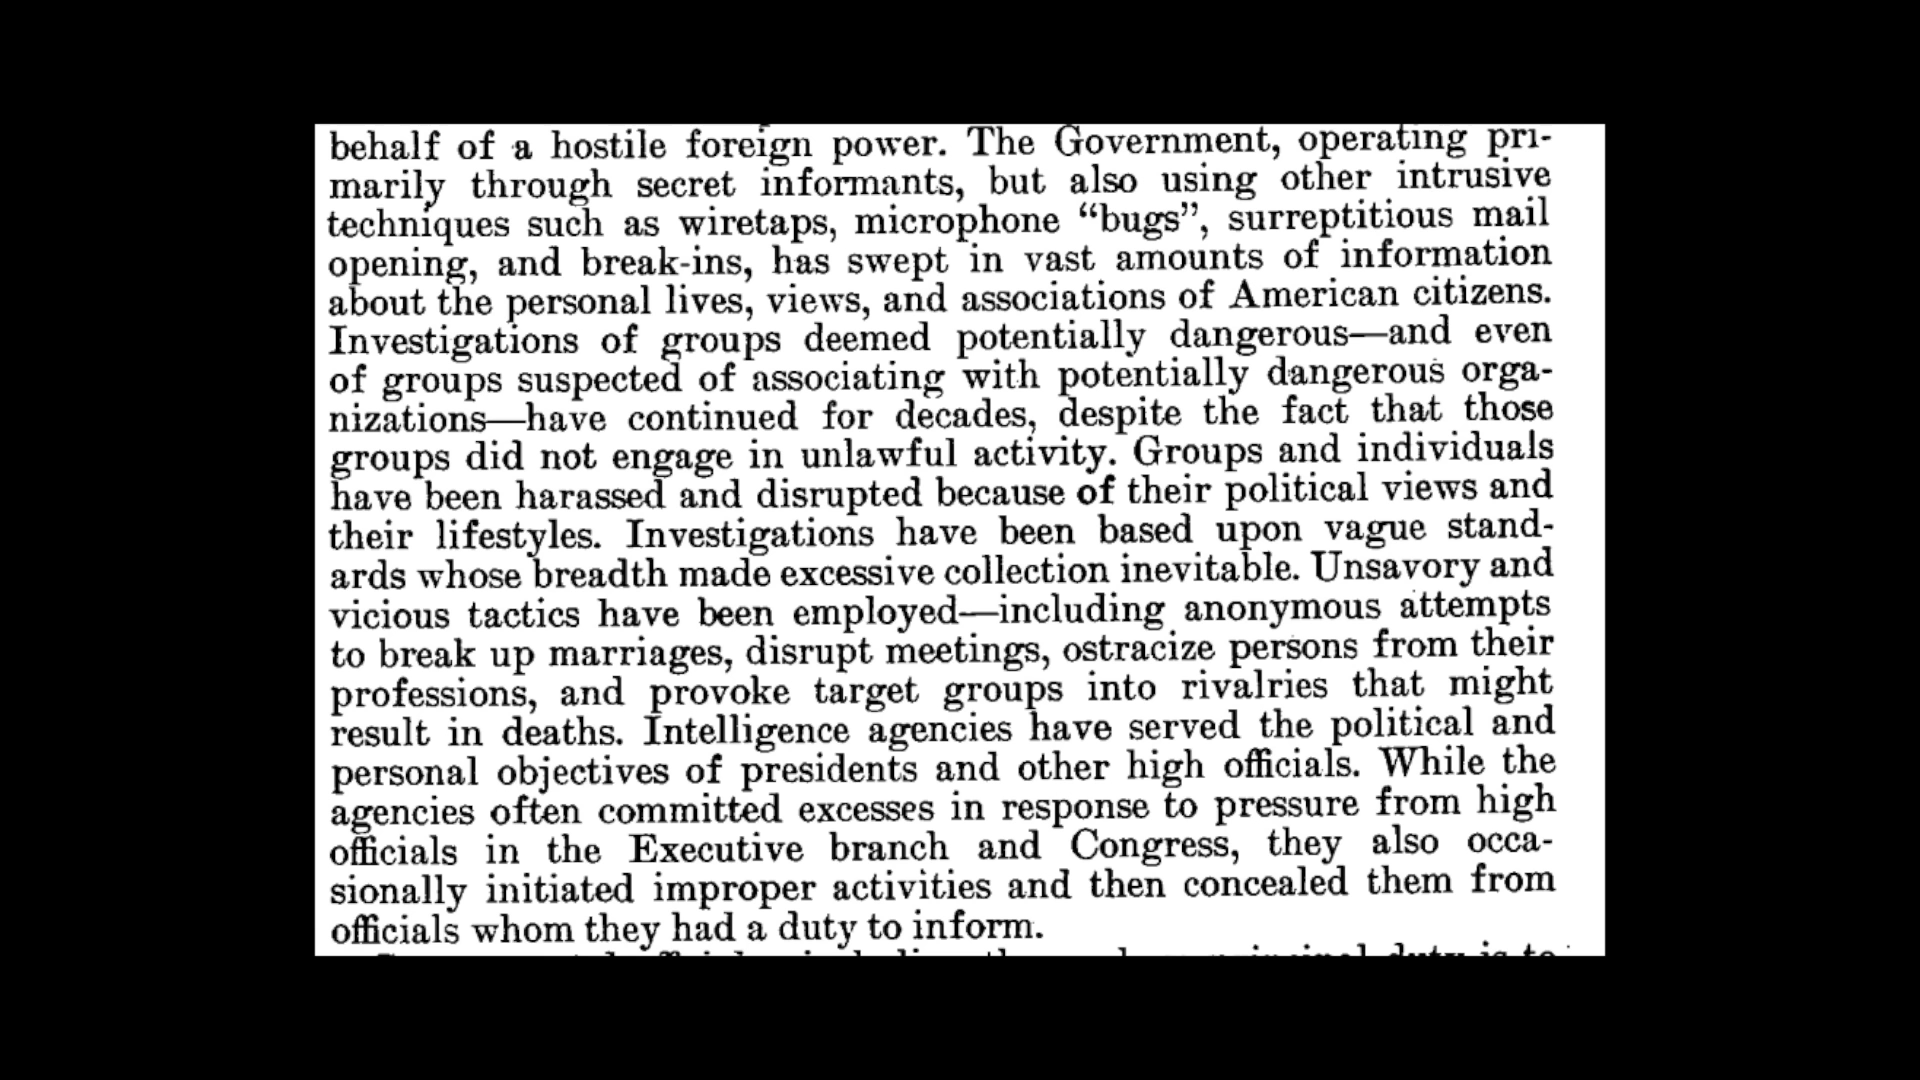 behalf of a hostile foreign power. The Government, operating pri-
marily through secret informants, but also using other intrusive
techniques such as wiretaps, microphone “bugs”, surreptitious mail
opening, and break-ins, has swept in vast amounts of information
about the personal lives, views, and associations of American citizens.
Investigations of groups deemed potentially dangerous—and even
of groups suspected of associating with potentially dangerous orga-
nizations—have continued for decades, despite the fact that those
groups did not engage in unlawful activity. Groups and individuals
have been harassed and disrupted because of their political views and
their lifestyles. Investigations have been based upon vague stand-
ards whose breadth made excessive collection inevitable. Unsavory and
vicious tactics have been employed—including anonymous attempts
to break up marriages, disrupt meetings, ostracize persons from their
professions, and provoke target groups into rivalries that might
result in deaths. Intelligence agencies have served the political and
personal objectives of presidents and other high officials. While the
agencies often committed excesses in response to pressure from high
officials in the Executive branch and Congress, they also occa-
sionally initiated improper activities and then concealed them from
officials whom they had a duty to inform.
duty is to